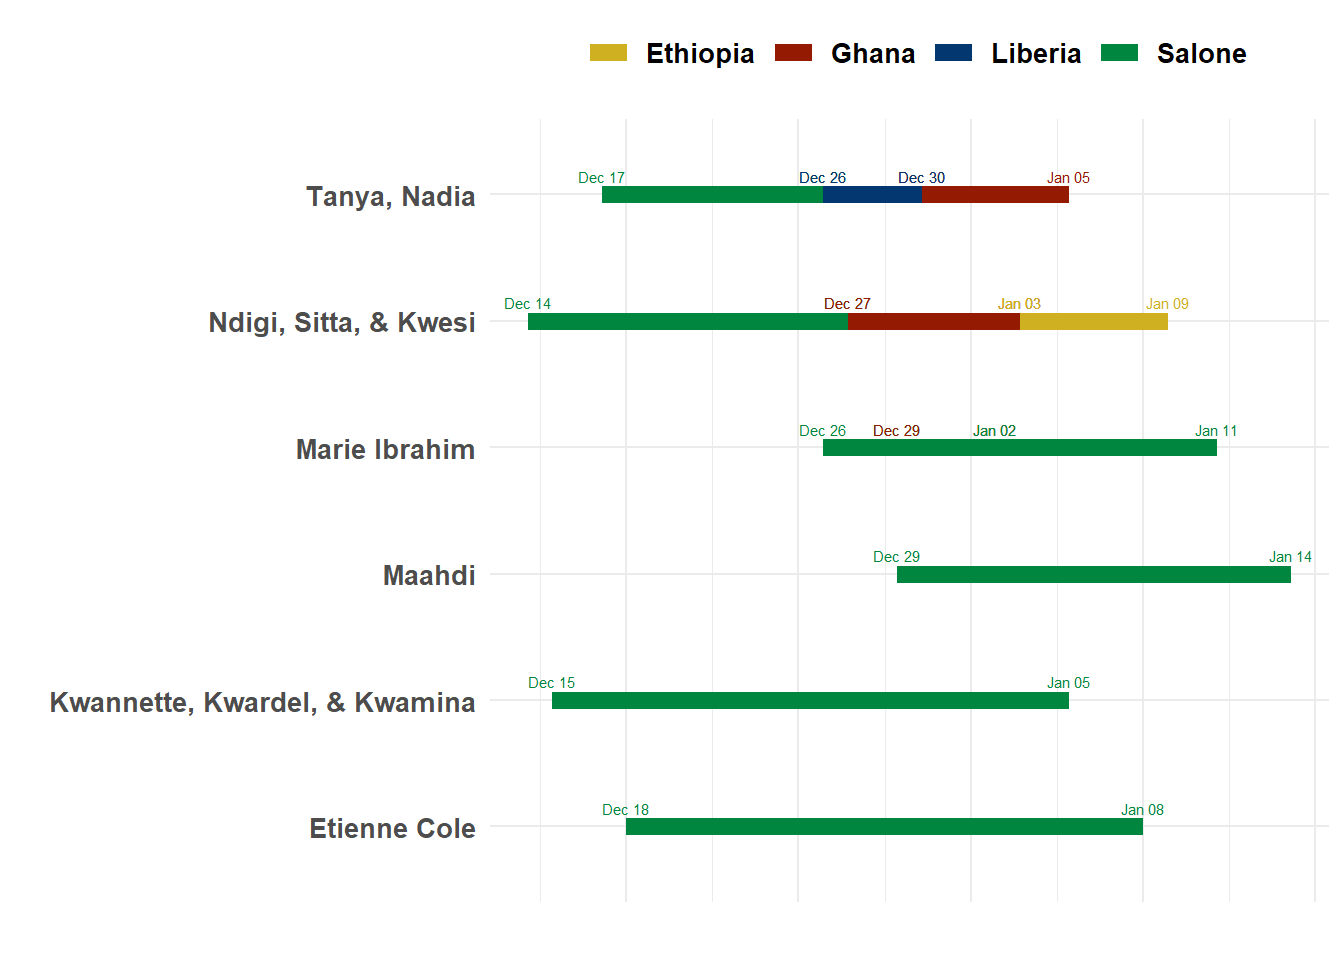 Ethiopia Ghana Liberia Salone
Tanya, Nadia
Dec 17 Dec 26 Dec 30 Jan 05
Ndigi, Sitta, & Kwesi
Dec 14 Dec 27 Jan 03 Jan 09
Marie Ibrahim
Dec 26 Dec 29 Jan 02 Jan 11
Maahdi
Dec 29 Jan 14
Kwannette, Kwardel, & Kwamina
Dec 15 Jan 05
Etienne Cole
Dec 18 Jan 08